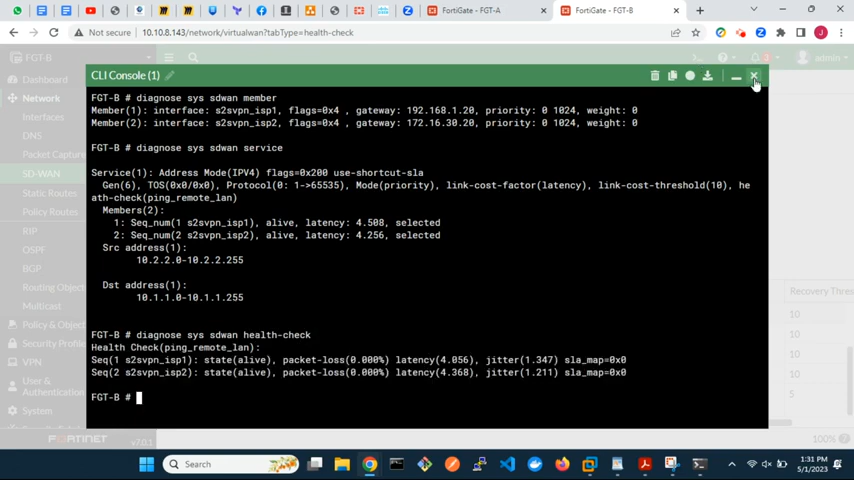 FortiGate - FGT-A
FortiGate - FGT-B
Not secure
10.10.8.143/network/virtualwan?tabType=health-check
J
FGT-B
2
admin
CLI Console (1)
Dashboard
Network
Interfaces
DNS
Packet Capture
SD-WAN
Static Routes
Policy Routes
RIP
OSPF
BGP
Routing Objec
Multicast
Policy & Objec
Security Profile
VPN
User &
Authentication
System
FORTINET
v7.0.1
FGT-B # diagnose sys sdwan member
Member(1): interface: s2svpn_isp1, flags=0x4 , gateway: 192.168.1.20, priority: 0 1024, weight: 0
Member(2): interface: s2svpn_isp2, flags=0x4 , gateway: 172.16.30.20, priority: 0 1024, weight: 0
FGT-B # diagnose sys sdwan service
Service(1): Address Mode(IPV4) flags=0x200 use-shortcut-sla
Gen(6), TOS(0x0/0x0), Protocol(0: 1->65535), Mode(priority), link-cost-factor(latency), link-cost-threshold(10), he
ath-check(ping_remote_lan)
Members(2):
1: Seq_num(1 s2svpn_isp1), alive, latency: 4.508, selected
2: Seq_num(2 s2svpn_isp2), alive, latency: 4.256, selected
Src address(1):
10.2.2.0-10.2.2.255
Dst address(1):
10.1.1.0-10.1.1.255
FGT-B # diagnose sys sdwan health-check
Health Check(ping_remote_lan):
Seq(1 s2svpn_isp1): state(alive), packet-loss(0.000%) latency(4.056), jitter(1.347) sla_map=0x0
Seq(2 s2svpn_isp2): state(alive), packet-loss(0.000%) latency(4.368), jitter(1.211) sla_map=0x0
FGT-B #
Recovery Thres
10
10
10
10
5
100%
Search
1:31 PM
5/1/2023